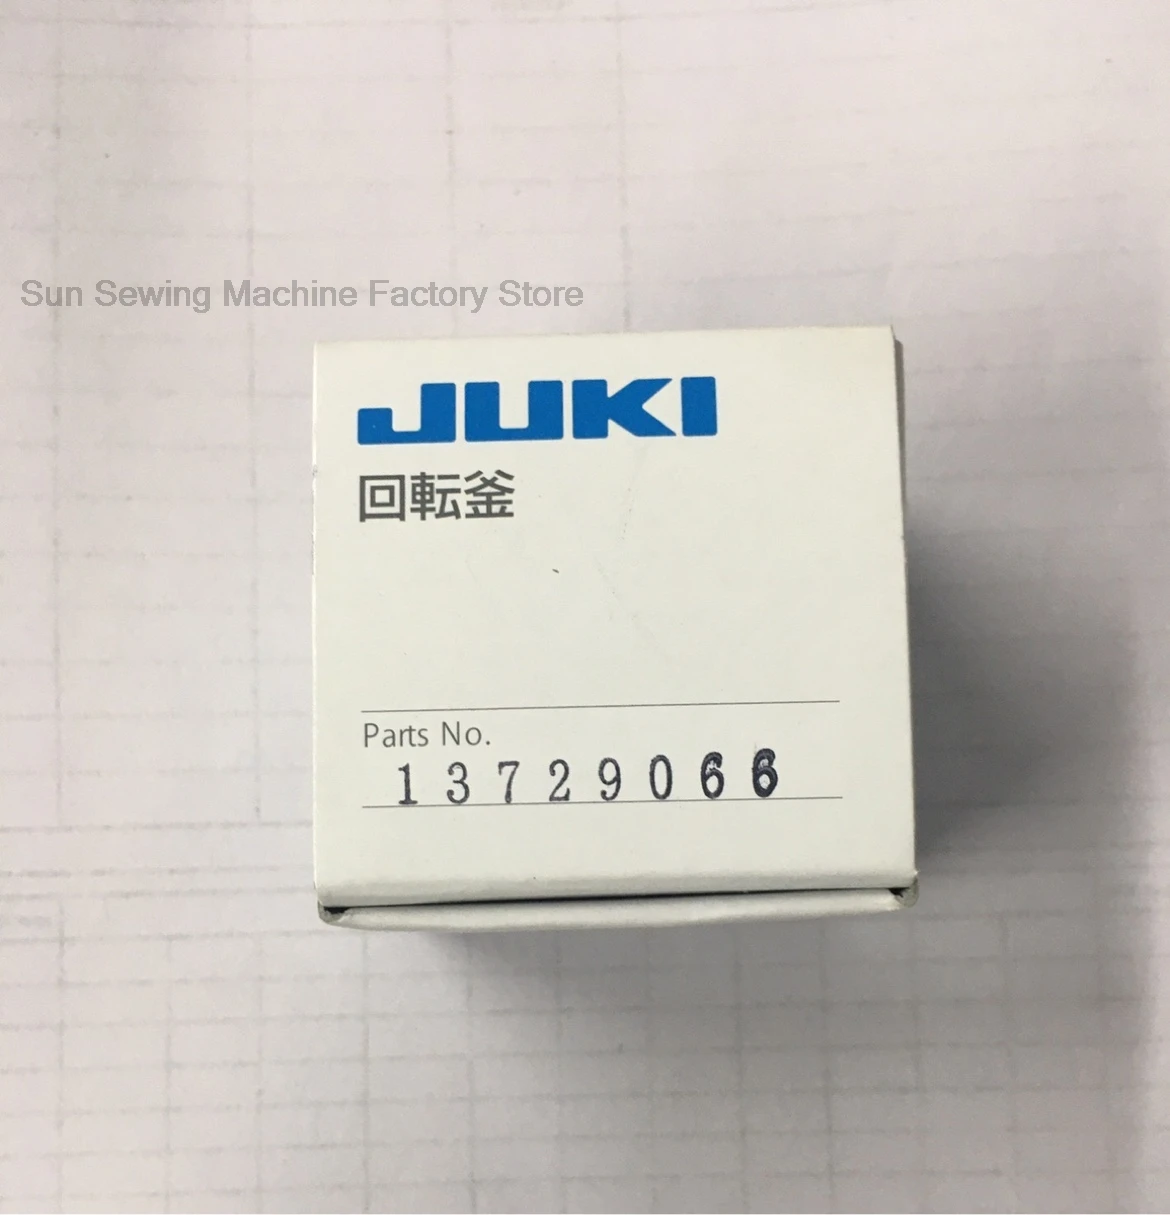 Sun Sewing Machine Factory Store
JUKI
回転釜
Parts No.
13729066